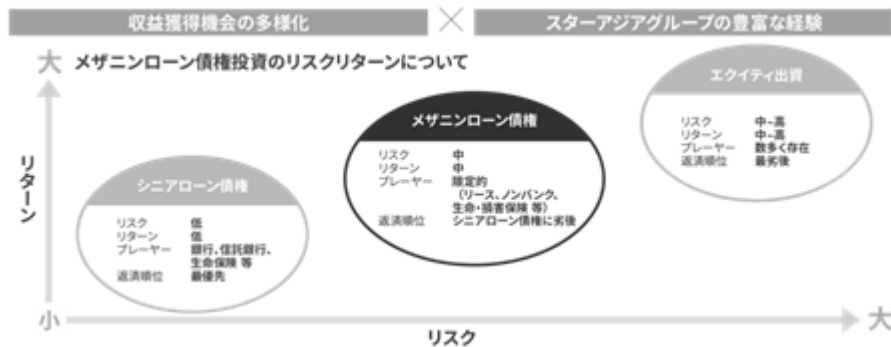 収益獲得機会の多様化
スターアジアグループの豊富な経験
メザニンローン債権投資のリスクリターンについて
大
リターン
小
リスク
大
シニアローン債権
リスク 低
リターン 低
プレーヤー 銀行、信託銀行、
生命保険 等
返済順位 最優先
メザニンローン債権
リスク 中
リターン 中
プレーヤー 限定的
（リース、ノンバンク、
生命・損害保険 等）
返済順位 シニアローン債権に劣後
エクイティ出資
リスク 中~高
リターン 中~高
プレーヤー 数多く存在
返済順位 最劣後